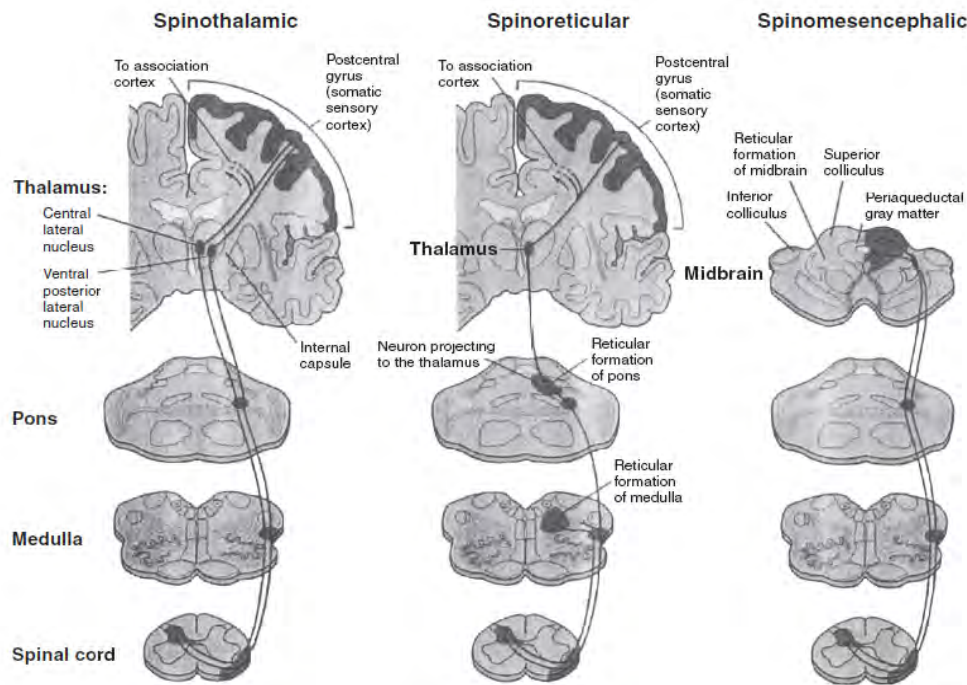 Spinothalamic
To association
cortex
Postcentral
gyrus
(somatic
sensory
cortex)
Thalamus:
Central
lateral
nucleus
Ventral
posterior
lateral
nucleus
Internal
capsule
Pons
Medulla
Spinal cord
Spinoreticular
To association
cortex
Postcentral
gyrus
(somatic
sensory
cortex)
Thalamus
Neuron projecting
to the thalamus
Reticular
formation
of pons
Reticular
formation
of medulla
Spinomesencephalic
Reticular
formation
of midbrain
Superior
colliculus
Inferior
colliculus
Periaqueductal
gray matter
Midbrain